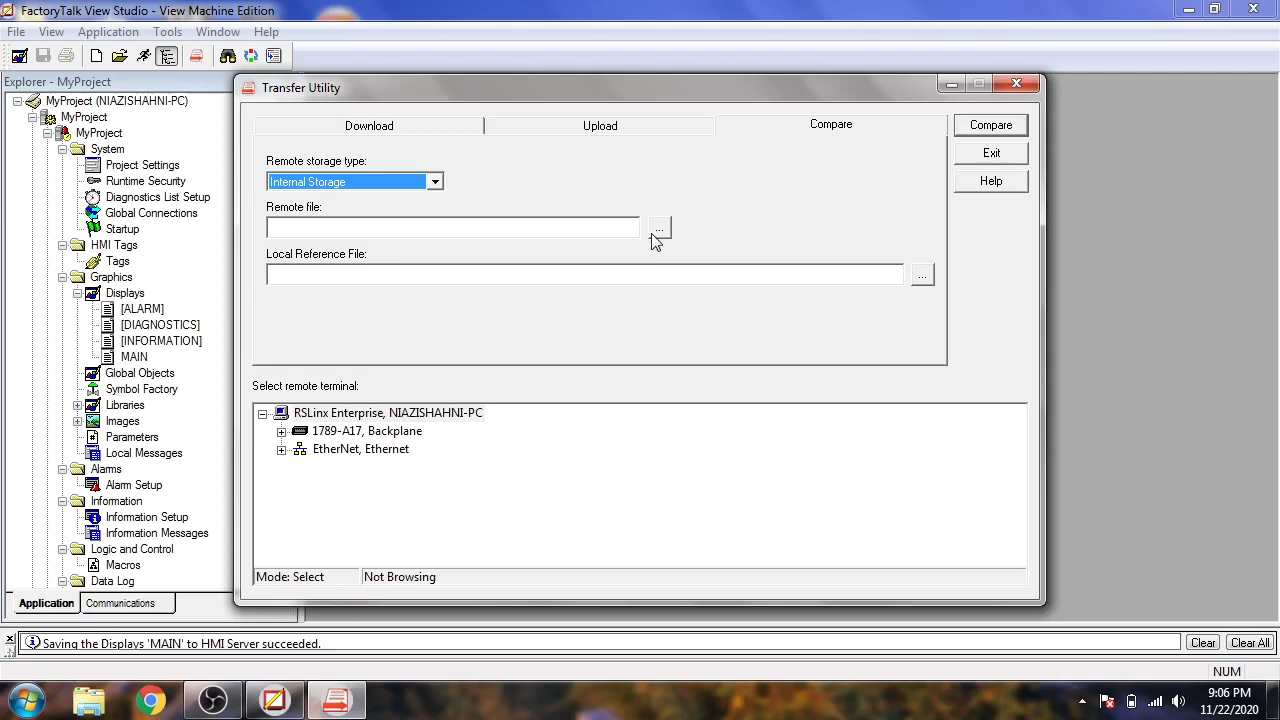 FactoryTalk View Studio - View Machine Edition
File View Application Tools Window Help
Explorer - MyProject
MyProject (NIAZISHAHNI-PC)
MyProject
MyProject
System
Project Settings
Runtime Security
Diagnostics List Setup
Global Connections
Startup
HMI Tags
Tags
Graphics
Displays
[ALARM]
[DIAGNOSTICS]
[INFORMATION]
MAIN
Global Objects
Symbol Factory
Libraries
Images
Parameters
Local Messages
Alarms
Alarm Setup
Information
Information Setup
Information Messages
Logic and Control
Macros
Data Log
Application Communications
Transfer Utility
Download Upload Compare
Compare
Exit
Help
Remote storage type:
Internal Storage
Remote file:
...
Local Reference File:
...
Select remote terminal:
RSLinx Enterprise, NIAZISHAHNI-PC
1789-A17, Backplane
EtherNet, Ethernet
Mode: Select Not Browsing
Saving the Displays 'MAIN' to HMI Server succeeded.
Clear Clear All
NUM
9:06 PM
11/22/2020